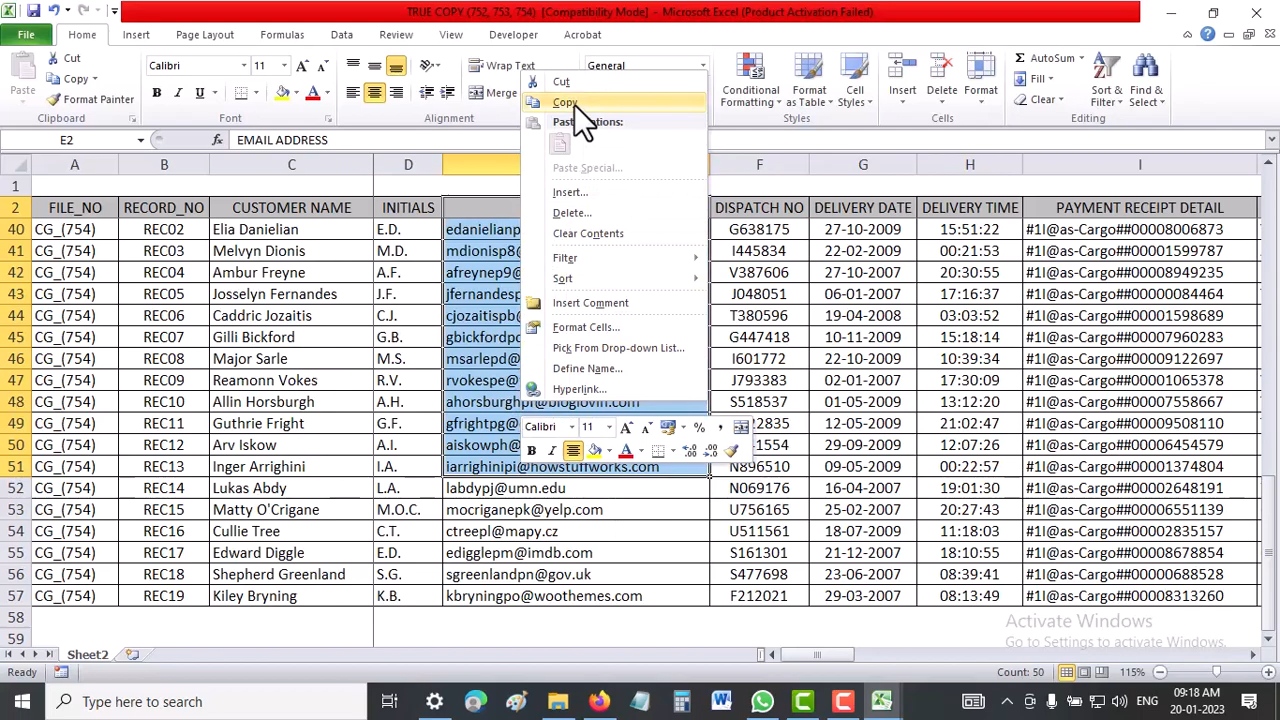 TRUE COPY (752, 753, 754)  [Compatibility Mode] – Microsoft Excel (Product Activation Failed)
File Home Insert Page Layout Formulas Data Review View Developer Acrobat
Paste
Cut
Copy
Format Painter
Clipboard
Calibri 11
B I U
Font
Wrap Text
Merge
Alignment
General
Conditional Formatting
Format as Table
Cell Styles
Styles
Insert Delete Format
Cells
AutoSum
Fill
Clear
Sort & Filter
Find & Select
Editing
E2 fx EMAIL ADDRESS
A B C D F G H I
1
2 FILE_NO RECORD_NO CUSTOMER NAME INITIALS DISPATCH NO DELIVERY DATE DELIVERY TIME PAYMENT RECEIPT DETAIL
40 CG_(754) REC02 Elia Danielian E.D. edanielianp G638175 27-10-2009 15:51:22 #1I@as-Cargo##00008006873
41 CG_(754) REC03 Melvyn Dionis M.D. mdionisp8@ I445834 22-02-2009 00:21:53 #1I@as-Cargo##00001598707
42 CG_(754) REC04 Ambur Freyne A.F. afreynep9@ V387606 27-10-2007 20:30:55 #1I@as-Cargo##00008949235
43 CG_(754) REC05 Josselyn Fernandes J.F. jfernandesp J048051 06-01-2007 17:16:37 #1I@as-Cargo##00000084464
44 CG_(754) REC06 Caddric Jozaitis C.J. cjozaitispb@ T380596 19-04-2008 03:03:52 #1I@as-Cargo##00001598689
45 CG_(754) REC07 Gilli Bickford G.B. gbickfordpc G447418 10-11-2009 15:18:14 #1I@as-Cargo##00007960283
46 CG_(754) REC08 Major Sarle M.S. msarlepd@ I601772 22-10-2009 10:39:34 #1I@as-Cargo##00009122697
47 CG_(754) REC09 Reamonn Vokes R.V. rvokespe@ J793383 02-01-2007 17:30:09 #1I@as-Cargo##00001065378
48 CG_(754) REC10 Allin Horsburgh A.H. ahorsburghpf@bloglovin.com S518537 01-05-2009 13:12:20 #1I@as-Cargo##00007558667
49 CG_(754) REC11 Guthrie Fright G.F. gfrightpg@ 22835 12-05-2009 21:02:47 #1I@as-Cargo##00009508110
50 CG_(754) REC12 Arv Iskow A.I. aiskowph@ 1554 29-09-2009 12:07:26 #1I@as-Cargo##00006454579
51 CG_(754) REC13 Inger Arrighini I.A. iarrighinipi@howstuffworks.com N896510 09-05-2009 00:22:57 #1I@as-Cargo##00001374804
52 CG_(754) REC14 Lukas Abdy L.A. labdypj@umn.edu N069176 16-04-2007 19:01:30 #1I@as-Cargo##00002648191
53 CG_(754) REC15 Matty O'Crigane M.O.C. mocriganepk@yelp.com U756165 25-02-2007 20:27:43 #1I@as-Cargo##00006551139
54 CG_(754) REC16 Cullie Tree C.T. ctreepl@mapy.cz U511561 18-07-2009 11:18:03 #1I@as-Cargo##00002835157
55 CG_(754) REC17 Edward Diggle E.D. edigglepm@imdb.com S161301 21-12-2007 18:10:55 #1I@as-Cargo##00008678854
56 CG_(754) REC18 Shepherd Greenland S.G. sgreenlandpn@gov.uk S477698 23-06-2007 08:39:41 #1I@as-Cargo##00000688528
57 CG_(754) REC19 Kiley Bryning K.B. kbryningpo@woothemes.com F212021 29-03-2007 08:13:49 #1I@as-Cargo##00008313260
58
59
Cut
Copy
Paste Options:
Paste Special...
Insert...
Delete...
Clear Contents
Filter
Sort
Insert Comment
Format Cells...
Pick From Drop-down List...
Define Name...
Hyperlink...
Calibri 11 % ,
B I A
Activate Windows
Go to Settings to activate Windows.
Sheet2
Ready Count: 50 115%
Type here to search
ENG
09:18 AM
20-01-2023